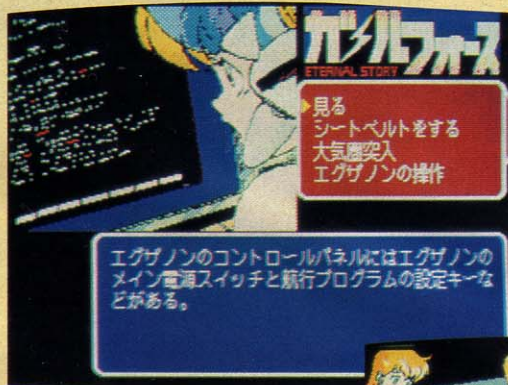 ガルフォース
ETERNAL STORY
見る
シートベルトをする
大気圏突入
エグザノンの操作
エグザノンのコントロールパネルにはエグザノンの
メイン電源スイッチと航行プログラムの設定キーな
どがある。